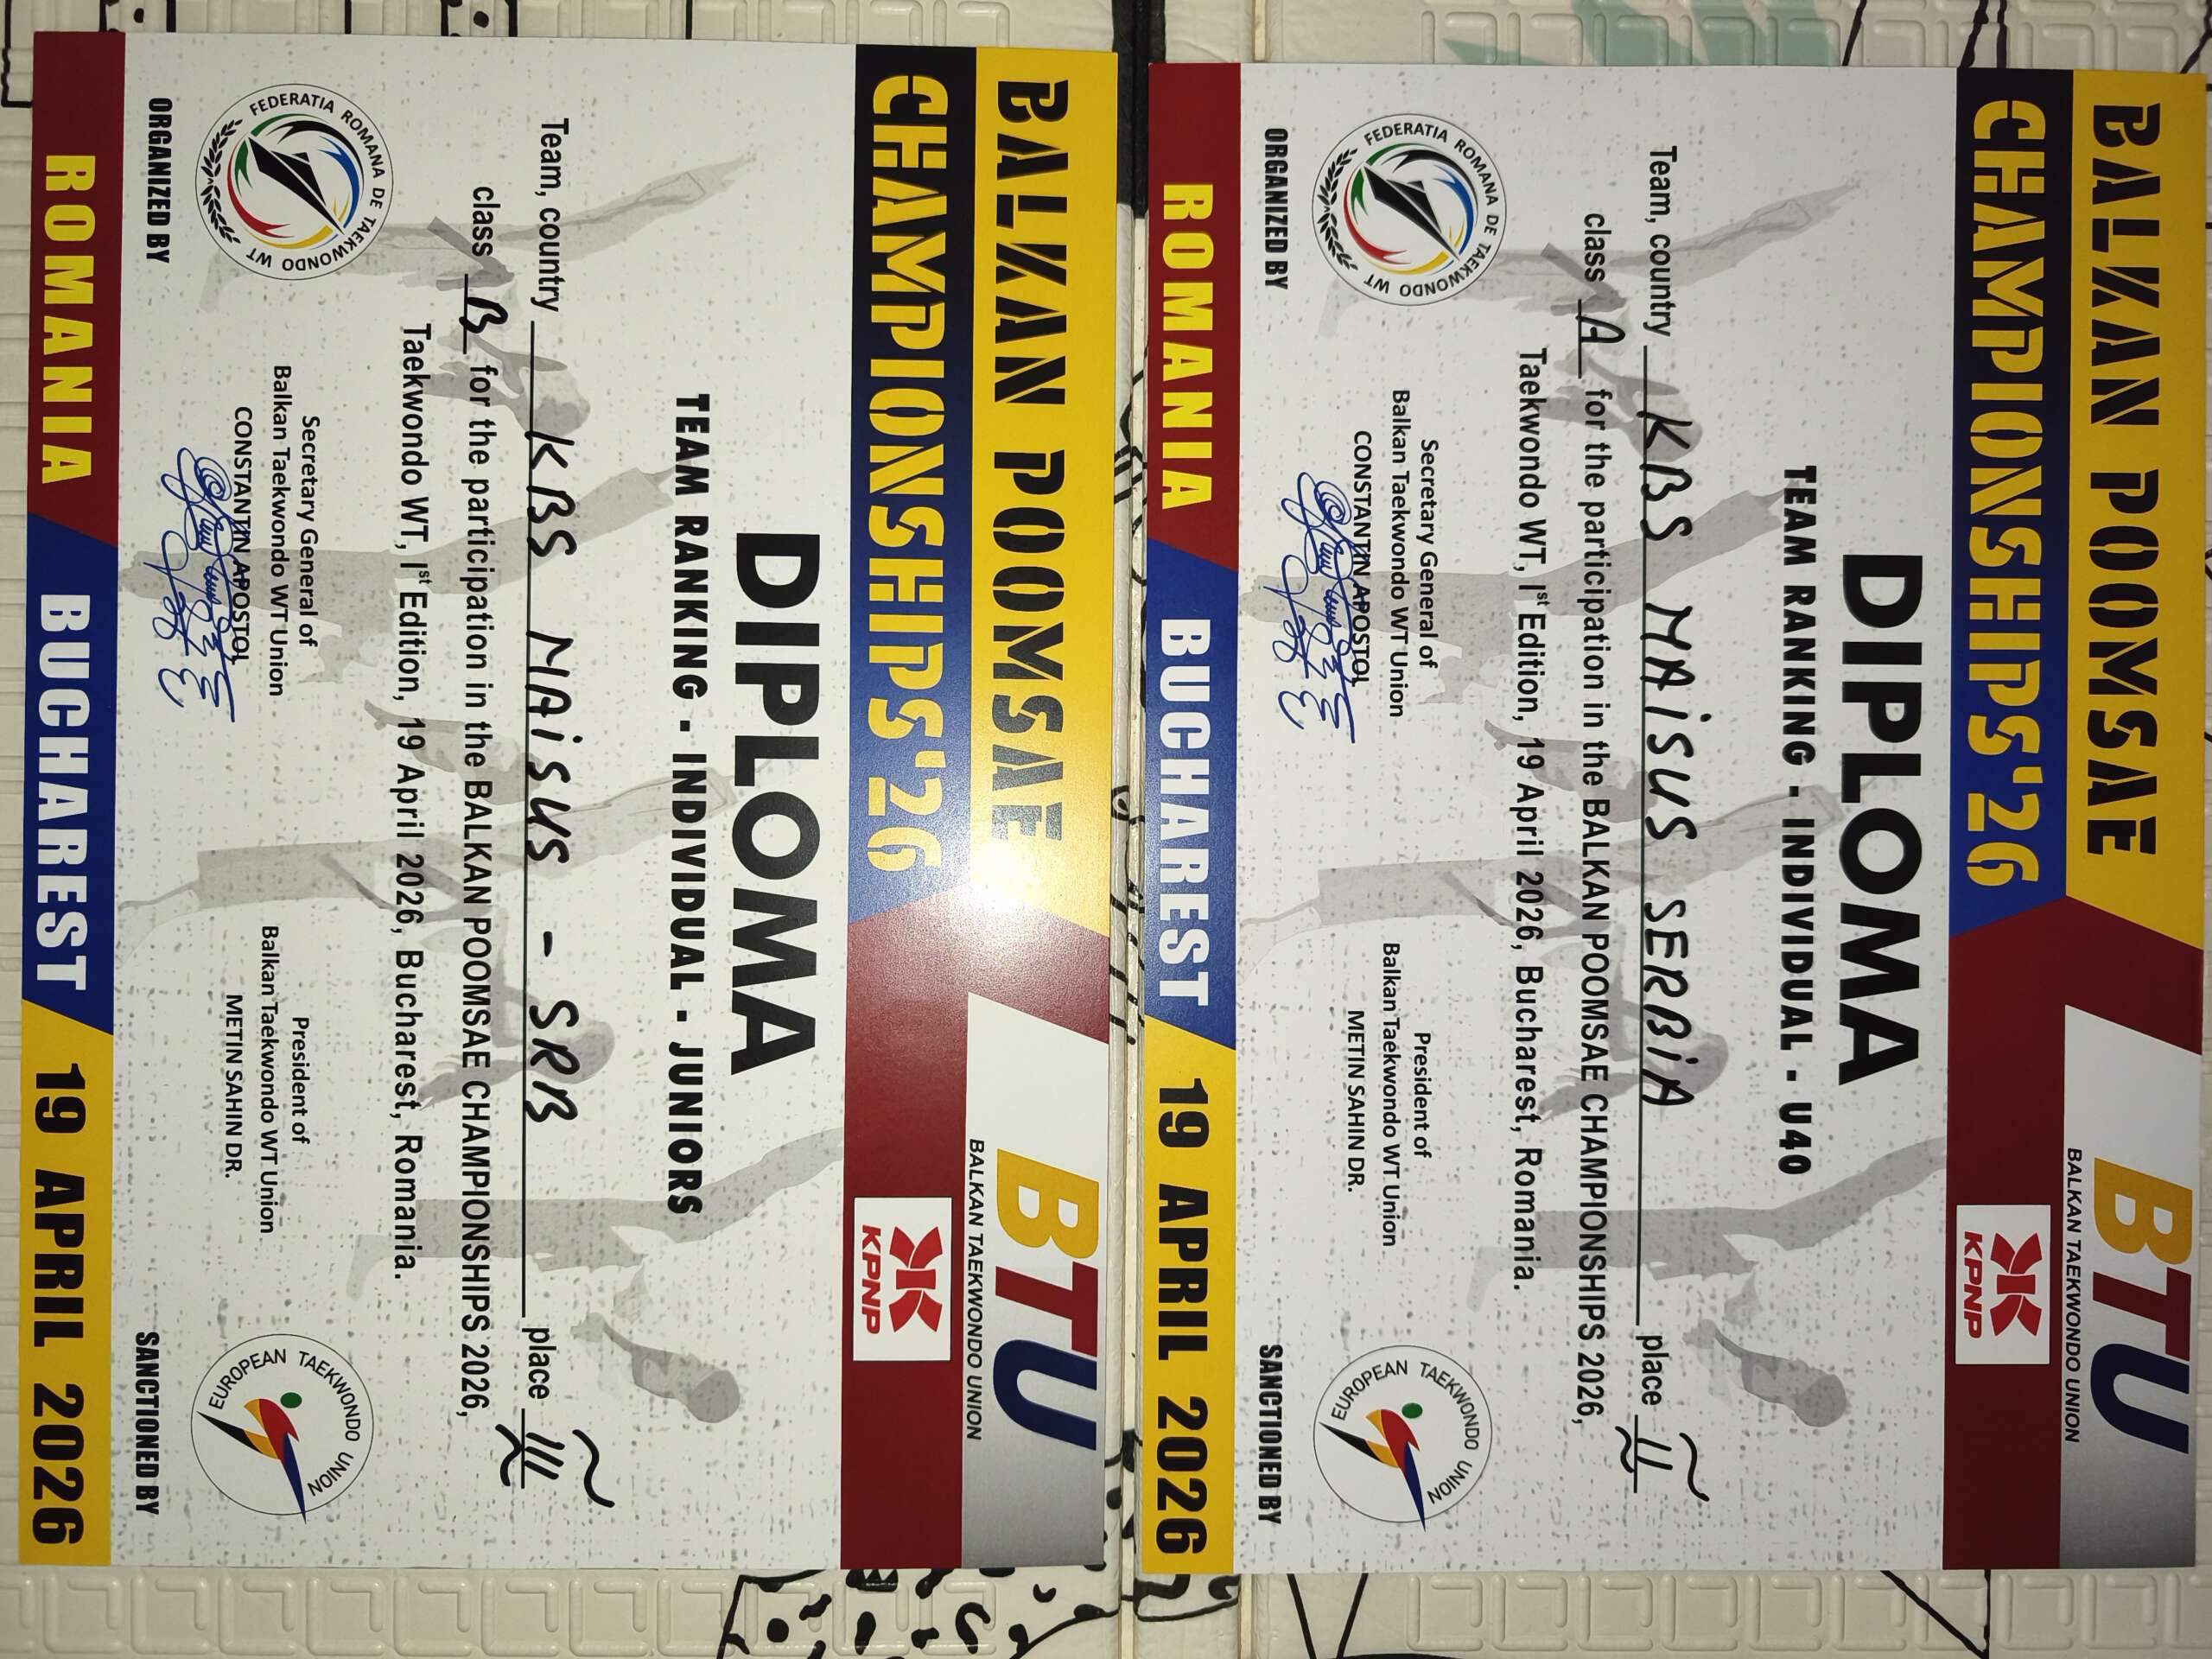 BALKAN POOMSAE
CHAMPIONSHIPS'26
BTU
BALKAN TAEKWONDO UNION
KPNP
DIPLOMA
TEAM RANKING - INDIVIDUAL - U40
Team, country KBS MAiSUS SERBiA place II
class A for the participation in the BALKAN POOMSAE CHAMPIONSHIPS 2026,
Taekwondo WT, Ist Edition, 19 April 2026, Bucharest, Romania.
Secretary General of
Balkan Taekwondo WT Union
CONSTANTIN APOSTOL
President of
Balkan Taekwondo WT Union
METIN SAHIN DR.
FEDERATIA ROMANA DE TAEKWONDO WT
EUROPEAN TAEKWONDO UNION
ORGANIZED BY
SANCTIONED BY
ROMANIA BUCHAREST 19 APRIL 2026
BALKAN POOMSAE
CHAMPIONSHIPS'26
BTU
BALKAN TAEKWONDO UNION
KPNP
DIPLOMA
TEAM RANKING - INDIVIDUAL - JUNIORS
Team, country KBS MAiSUS - SRB place III
class B for the participation in the BALKAN POOMSAE CHAMPIONSHIPS 2026,
Taekwondo WT, Ist Edition, 19 April 2026, Bucharest, Romania.
Secretary General of
Balkan Taekwondo WT Union
CONSTANTIN APOSTOL
President of
Balkan Taekwondo WT Union
METIN SAHIN DR.
FEDERATIA ROMANA DE TAEKWONDO WT
EUROPEAN TAEKWONDO UNION
ORGANIZED BY
SANCTIONED BY
ROMANIA BUCHAREST 19 APRIL 2026